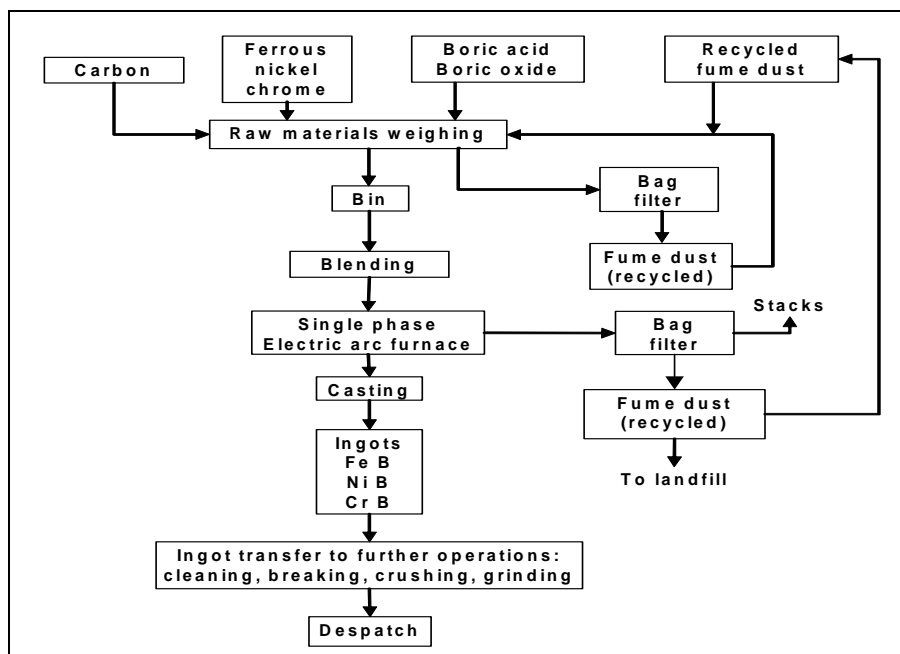 Carbon
Ferrous
nickel
chrome
Boric acid
Boric oxide
Recycled
fume dust
Raw materials weighing
Bin
Bag
filter
Blending
Fume dust
(recycled)
Stacks
Single phase
Electric arc furnace
Bag
filter
Casting
Fume dust
(recycled)
Ingots
Fe B
Ni B
Cr B
To landfill
Ingot transfer to further operations:
cleaning, breaking, crushing, grinding
Despatch